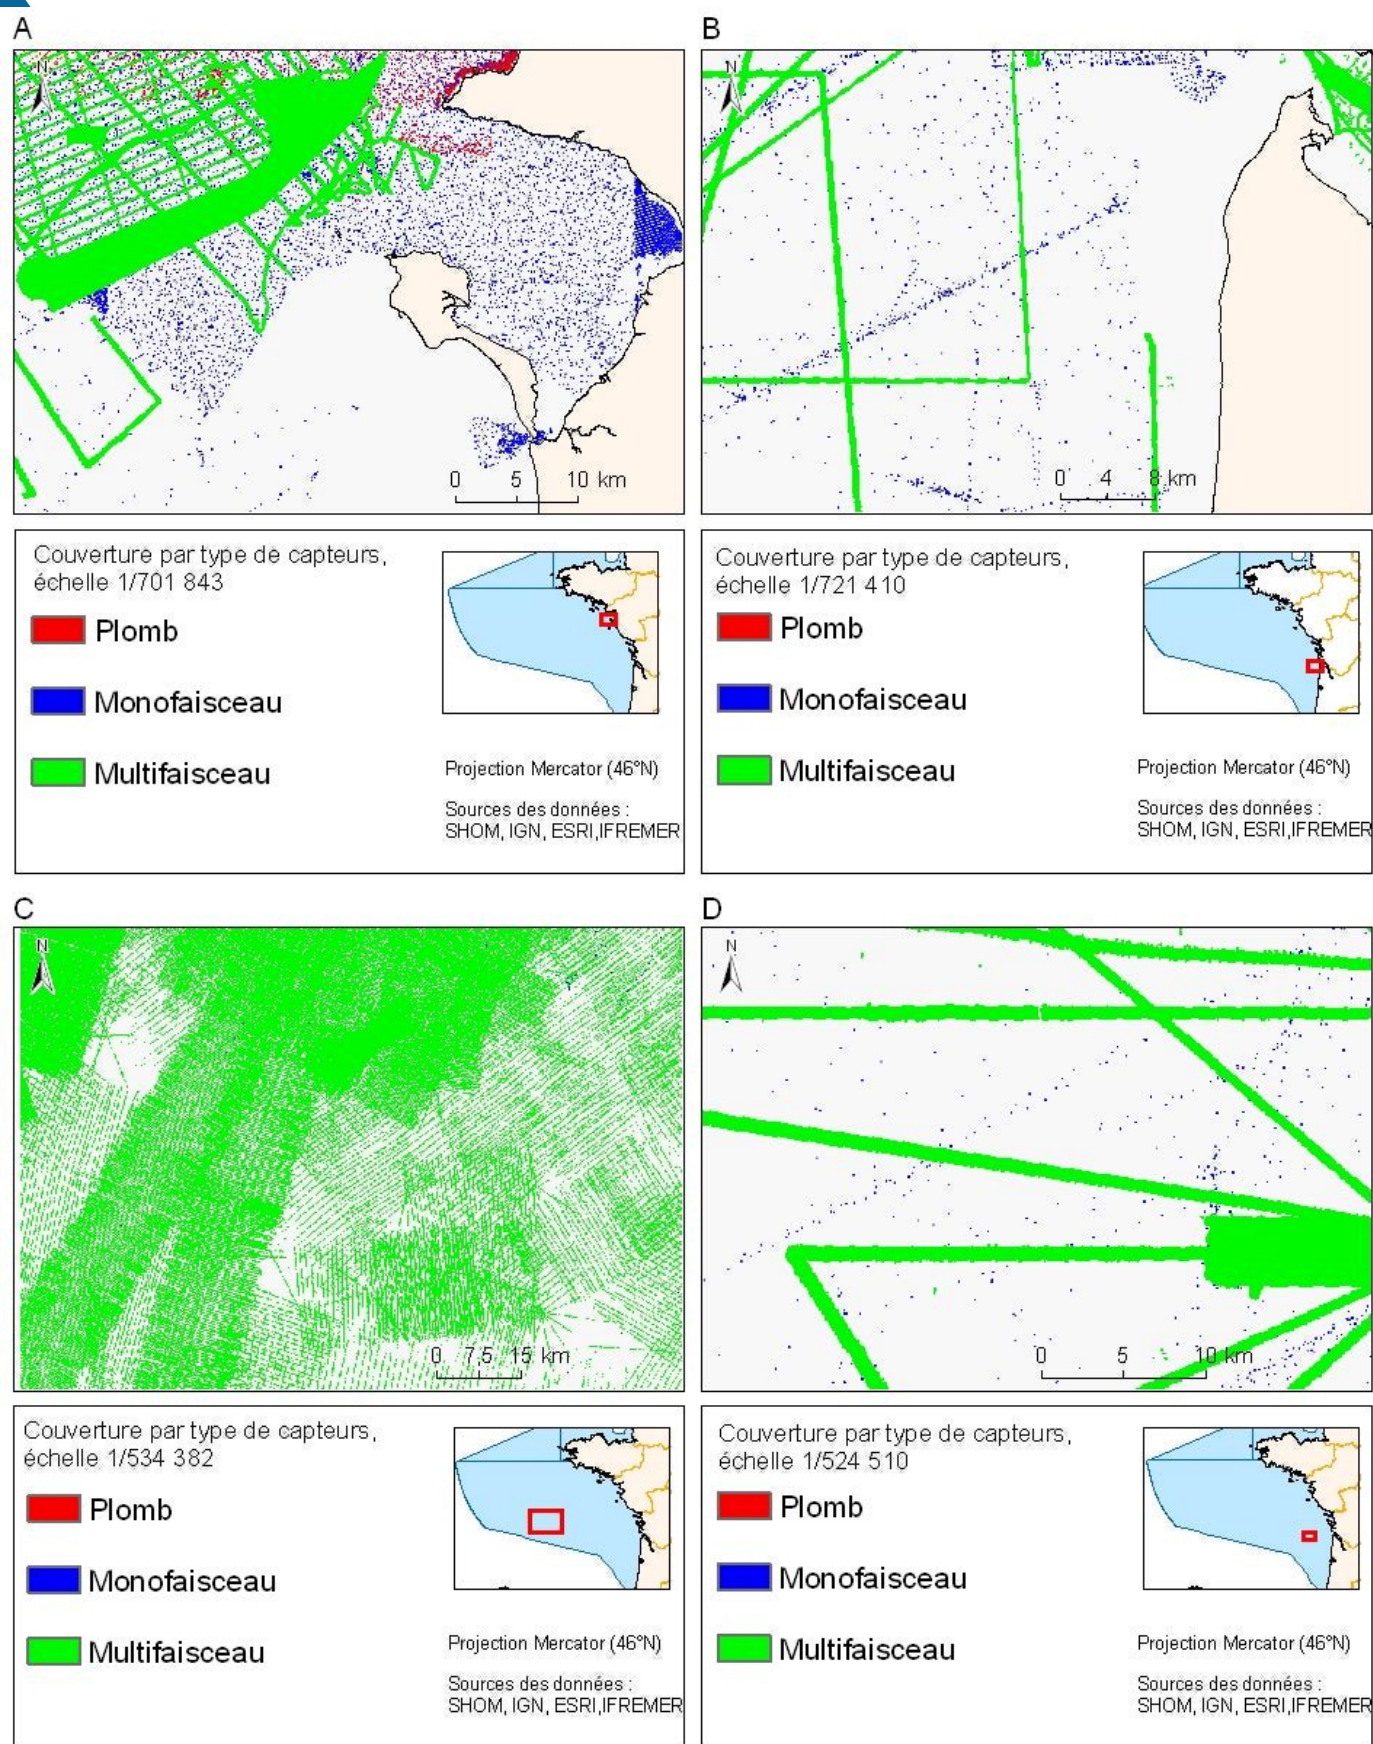 A
N
0 5 10 km
Couverture par type de capteurs,
échelle 1/701 843
Plomb
Monofaisceau
Multifaisceau
Projection Mercator (46°N)
Sources des données :
SHOM, IGN, ESRI,IFREMER
B
N
0 4 8 km
Couverture par type de capteurs,
échelle 1/721 410
Plomb
Monofaisceau
Multifaisceau
Projection Mercator (46°N)
Sources des données :
SHOM, IGN, ESRI,IFREMER
C
N
0 7,5 15 km
Couverture par type de capteurs,
échelle 1/534 382
Plomb
Monofaisceau
Multifaisceau
Projection Mercator (46°N)
Sources des données :
SHOM, IGN, ESRI,IFREMER
D
N
0 5 10 km
Couverture par type de capteurs,
échelle 1/524 510
Plomb
Monofaisceau
Multifaisceau
Projection Mercator (46°N)
Sources des données :
SHOM, IGN, ESRI,IFREMER